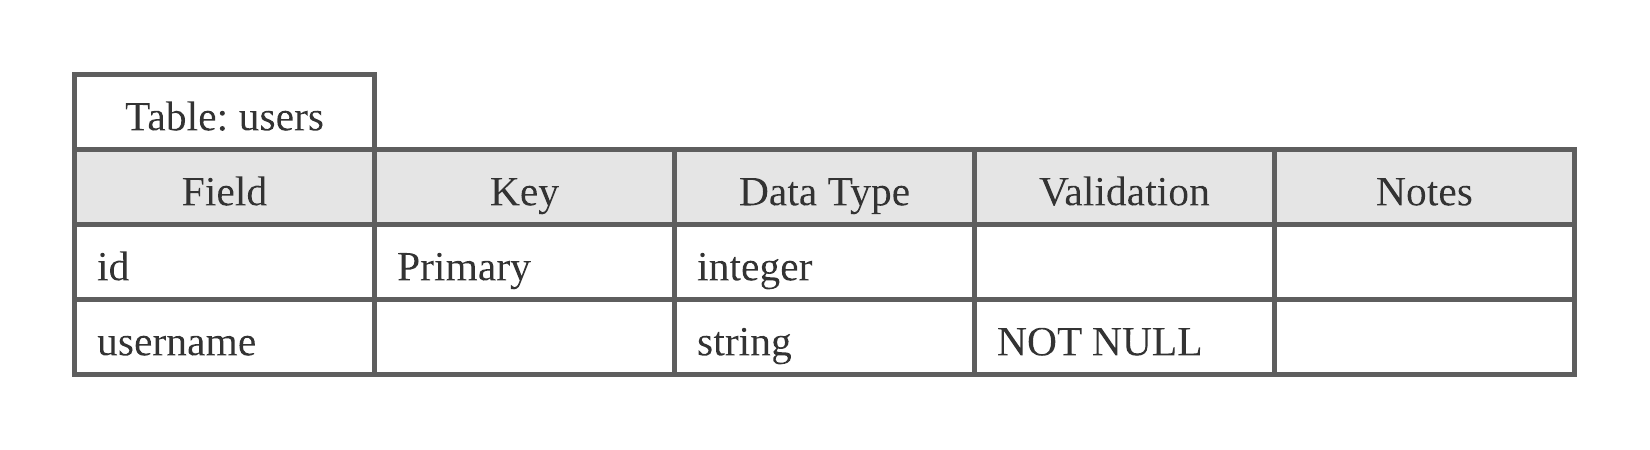 Table: users
Field Key Data Type Validation Notes
id Primary integer
username string NOT NULL